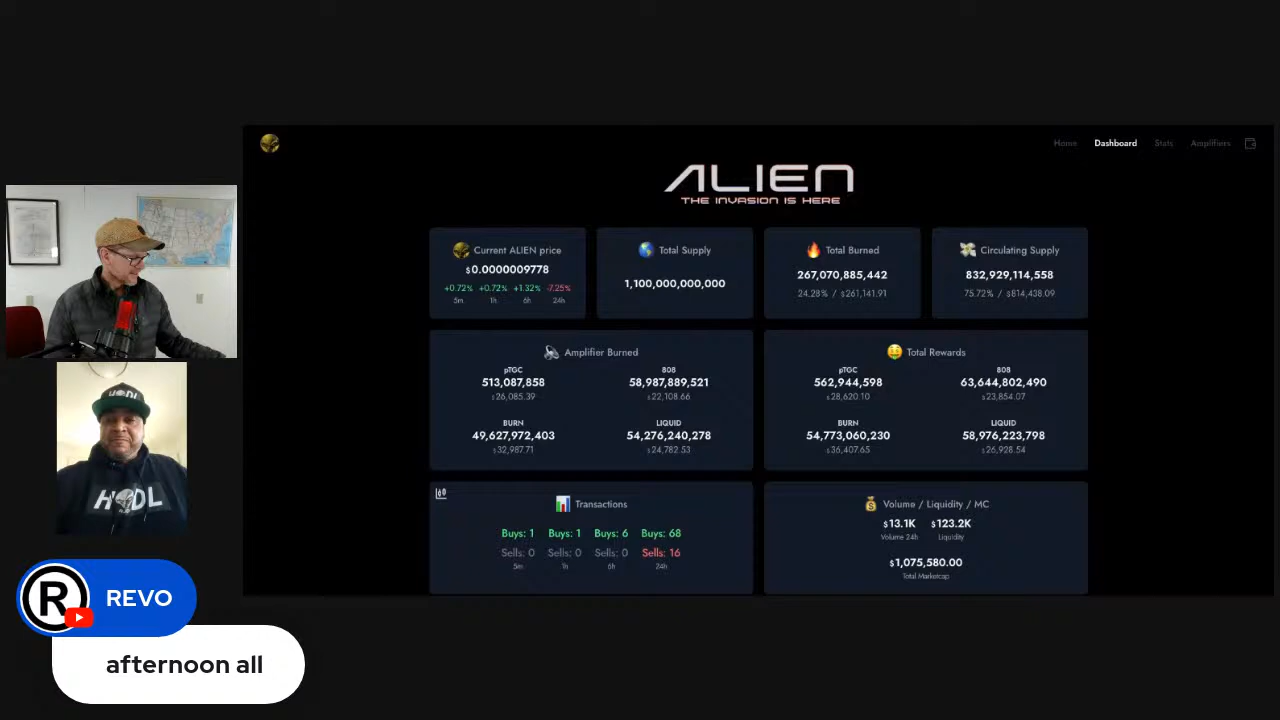 Home Dashboard Stats Amplifiers
ALIEN
THE INVASION IS HERE
Current ALIEN price
$0.0000009778
+0.72% +0.72% +1.32% -7.25%
5m 1h 6h 24h
Total Supply
1,100,000,000,000
Total Burned
267,070,885,442
24.28% / $261,141.91
Circulating Supply
832,929,114,558
75.72% / $814,438.09
Amplifier Burned
pTGC 808
513,087,858 58,987,889,521
$26,085.39 $22,108.66
BURN LIQUID
49,627,972,403 54,276,240,278
$32,987.71 $24,782.53
Total Rewards
pTGC 808
562,944,598 63,644,802,490
$28,620.10 $23,854.07
BURN LIQUID
54,773,060,230 58,976,223,798
$36,407.65 $26,928.54
Transactions
Buys: 1 Buys: 1 Buys: 6 Buys: 68
Sells: 0 Sells: 0 Sells: 0 Sells: 16
5m 1h 6h 24h
Volume / Liquidity / MC
$13.1K $123.2K
Volume 24h Liquidity
$1,075,580.00
Total Marketcap
HODL
R REVO
afternoon all